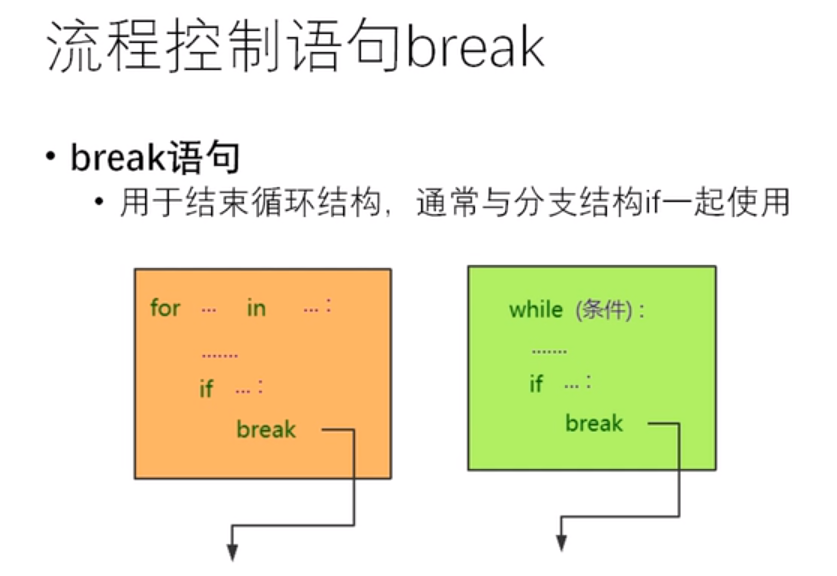 流程控制语句break
• break语句
• 用于结束循环结构，通常与分支结构if一起使用
for … in …：
.......
if …：
break
while (条件)：
.......
if …：
break